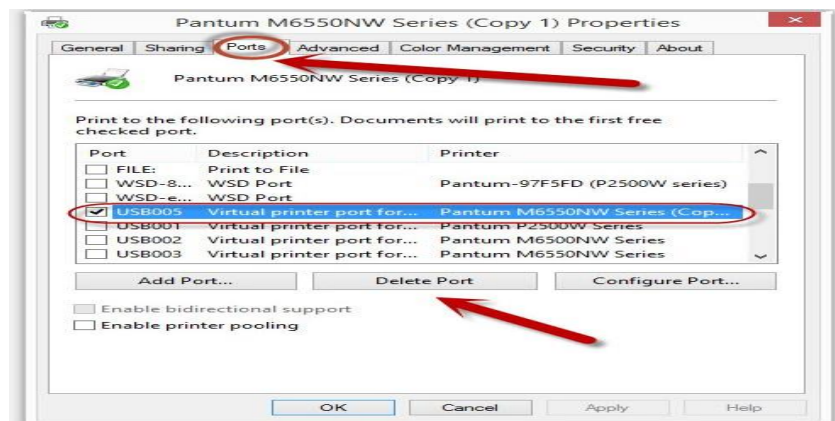 Pantum M6550NW Series (Copy 1) Properties
General Sharing Ports Advanced Color Management Security About
Pantum M6550NW Series (Copy 1)
Print to the following port(s). Documents will print to the first free
checked port.
Port Description Printer
FILE: Print to File
WSD-8... WSD Port Pantum-97F5FD (P2500W series)
WSD-e... WSD Port
USB005 Virtual printer port for... Pantum M6550NW Series (Cop...
USB001 Virtual printer port for... Pantum P2500W Series
USB002 Virtual printer port for... Pantum M6500NW Series
USB003 Virtual printer port for... Pantum M6550NW Series
Add Port... Delete Port Configure Port...
Enable bidirectional support
Enable printer pooling
OK Cancel Apply Help